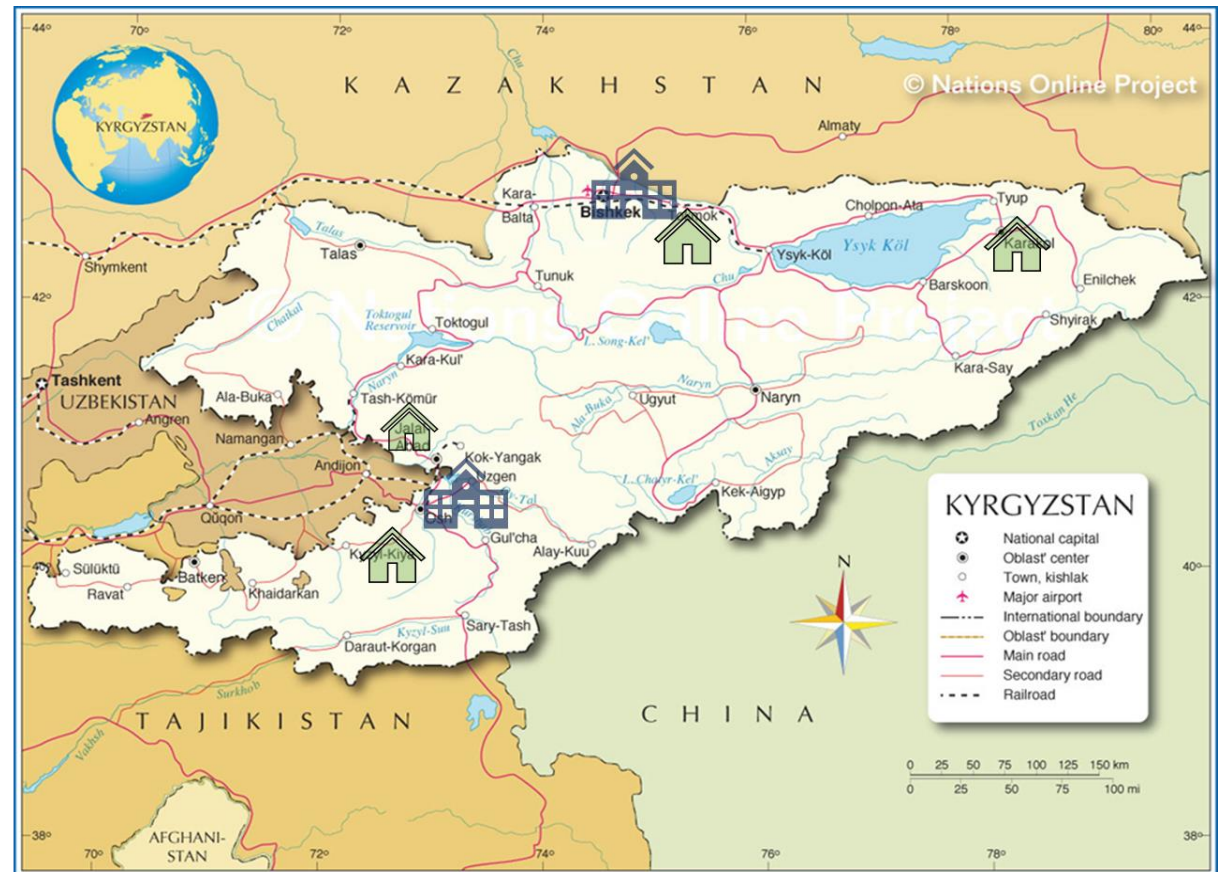 44°
70°
72°
74°
76°
78°
80°
44°
© Nations Online Project
KAZAKHSTAN
Chu
KYRGYZSTAN
Almaty
Kara-
Balta
Bishkek
Cholpon-Ata
Tyup
Talas
Talas
Ysyk Köl
Ysyk-Köl
Karakol
Shymkent
Tunuk
Chu
Barskoon
Enilchek
42°
42°
© Nations Online Project
Chatkal
Toktogul
Reservoir
Toktogul
L. Song-Kel'
Shyirak
Kara-Kul'
Kara-Say
Tashkent
UZBEKISTAN
Naryn
Naryn
Ala-Buka
Tash-Kömür
Ala-Buka
Ugyut
Naryn
Angren
Jalal
Abad
Taxkan He
Namangan
Kok-Yangak
Aksay
Andijon
Uzgen
L. Chatyr-Kel'
Kek-Aigyp
Qŭqon
Osh
Gul'cha
Alay-Kuu
Kyzyl-Kiya
40°
40°
Sülüktü
Batken
Ravat
Khaidarkan
Sary-Tash
Kyzyl-Suu
Daraut-Korgan
Surkhob
Vakhsh
TAJIKISTAN
CHINA
N
KYRGYZSTAN
National capital
Oblast' center
Town, kishlak
Major airport
International boundary
Oblast' boundary
Main road
Secondary road
Railroad
0 25 50 75 100 125 150 km
0 25 50 75 100 mi
AFGHANI-
STAN
38°
38°
70°
72°
74°
76°
78°